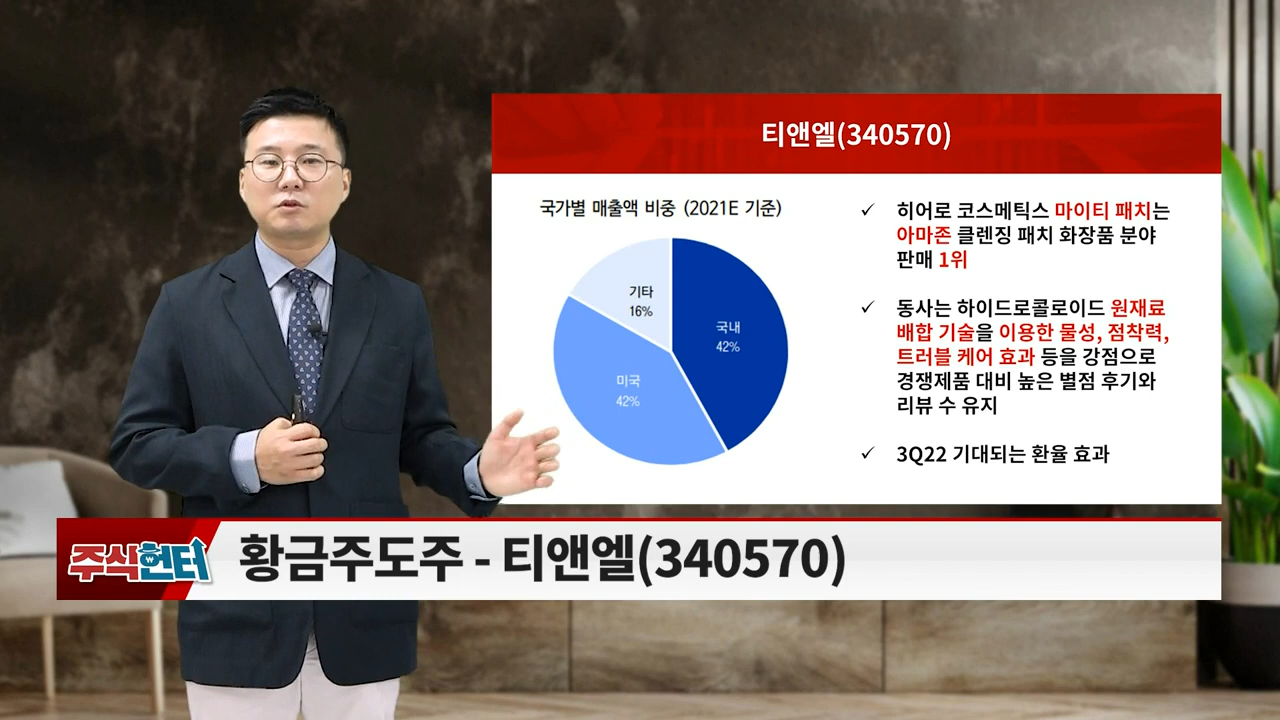 티앤엘(340570)
국가별 매출액 비중 (2021E 기준)
기타
16%
국내
42%
미국
42%
✓ 히어로 코스메틱스 마이티 패치는
아마존 클렌징 패치 화장품 분야
판매 1위
✓ 동사는 하이드로콜로이드 원재료
배합 기술을 이용한 물성, 점착력,
트러블 케어 효과 등을 강점으로
경쟁제품 대비 높은 별점 후기와
리뷰 수 유지
✓ 3Q22 기대되는 환율 효과
주식헌터
황금주도주 - 티앤엘(340570)